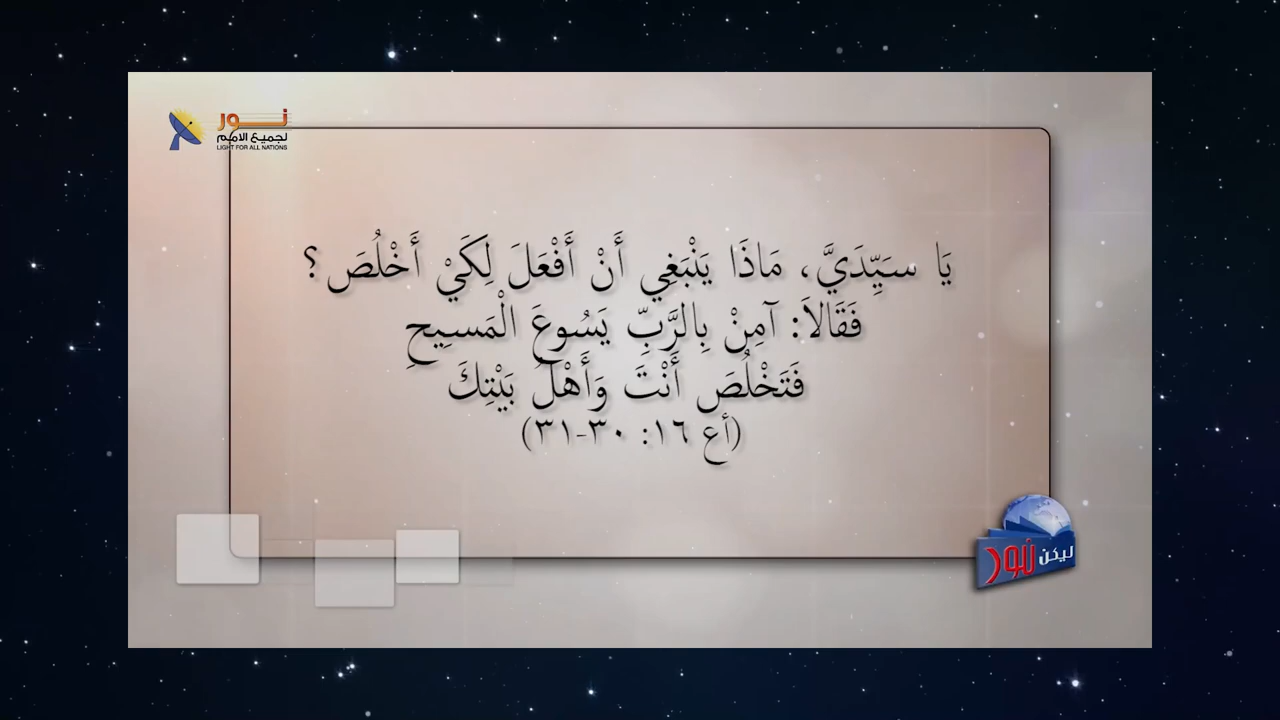 نور
لجميع الامم
LIGHT FOR ALL NATIONS
يَا سَيِّدَيَّ، مَاذَا يَنْبَغِي أَنْ أَفْعَلَ لِكَيْ أَخْلُصَ؟
فَقَالاَ: آمِنْ بِالرَّبِّ يَسُوعَ الْمَسِيحِ
فَتَخْلُصَ أَنْتَ وَأَهْلُ بَيْتِكَ
(أع ١٦: ٣٠-٣١)
ليكن نور